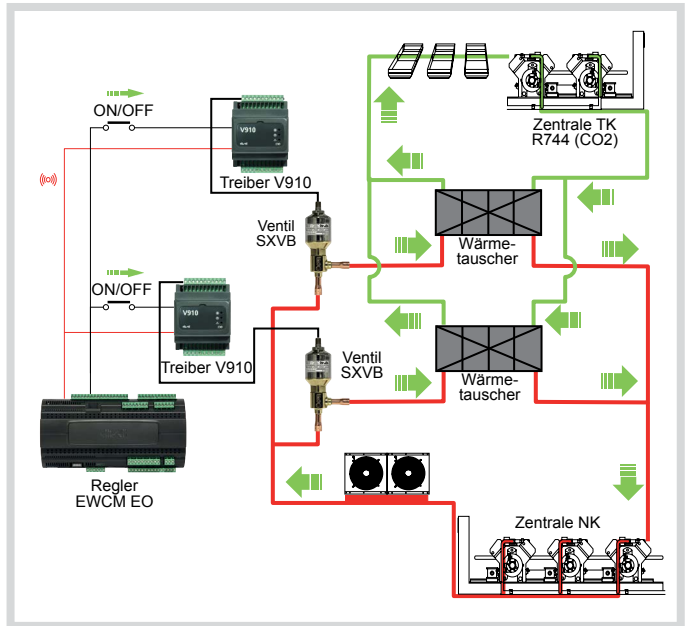 ON/OFF
V910
Treiber V910
Zentrale TK
R744 (CO2)
Ventil
SXVB
Wärme-
tauscher
ON/OFF
V910
Treiber V910
Ventil
SXVB
Wärme-
tauscher
Regler
EWCM EO
Zentrale NK